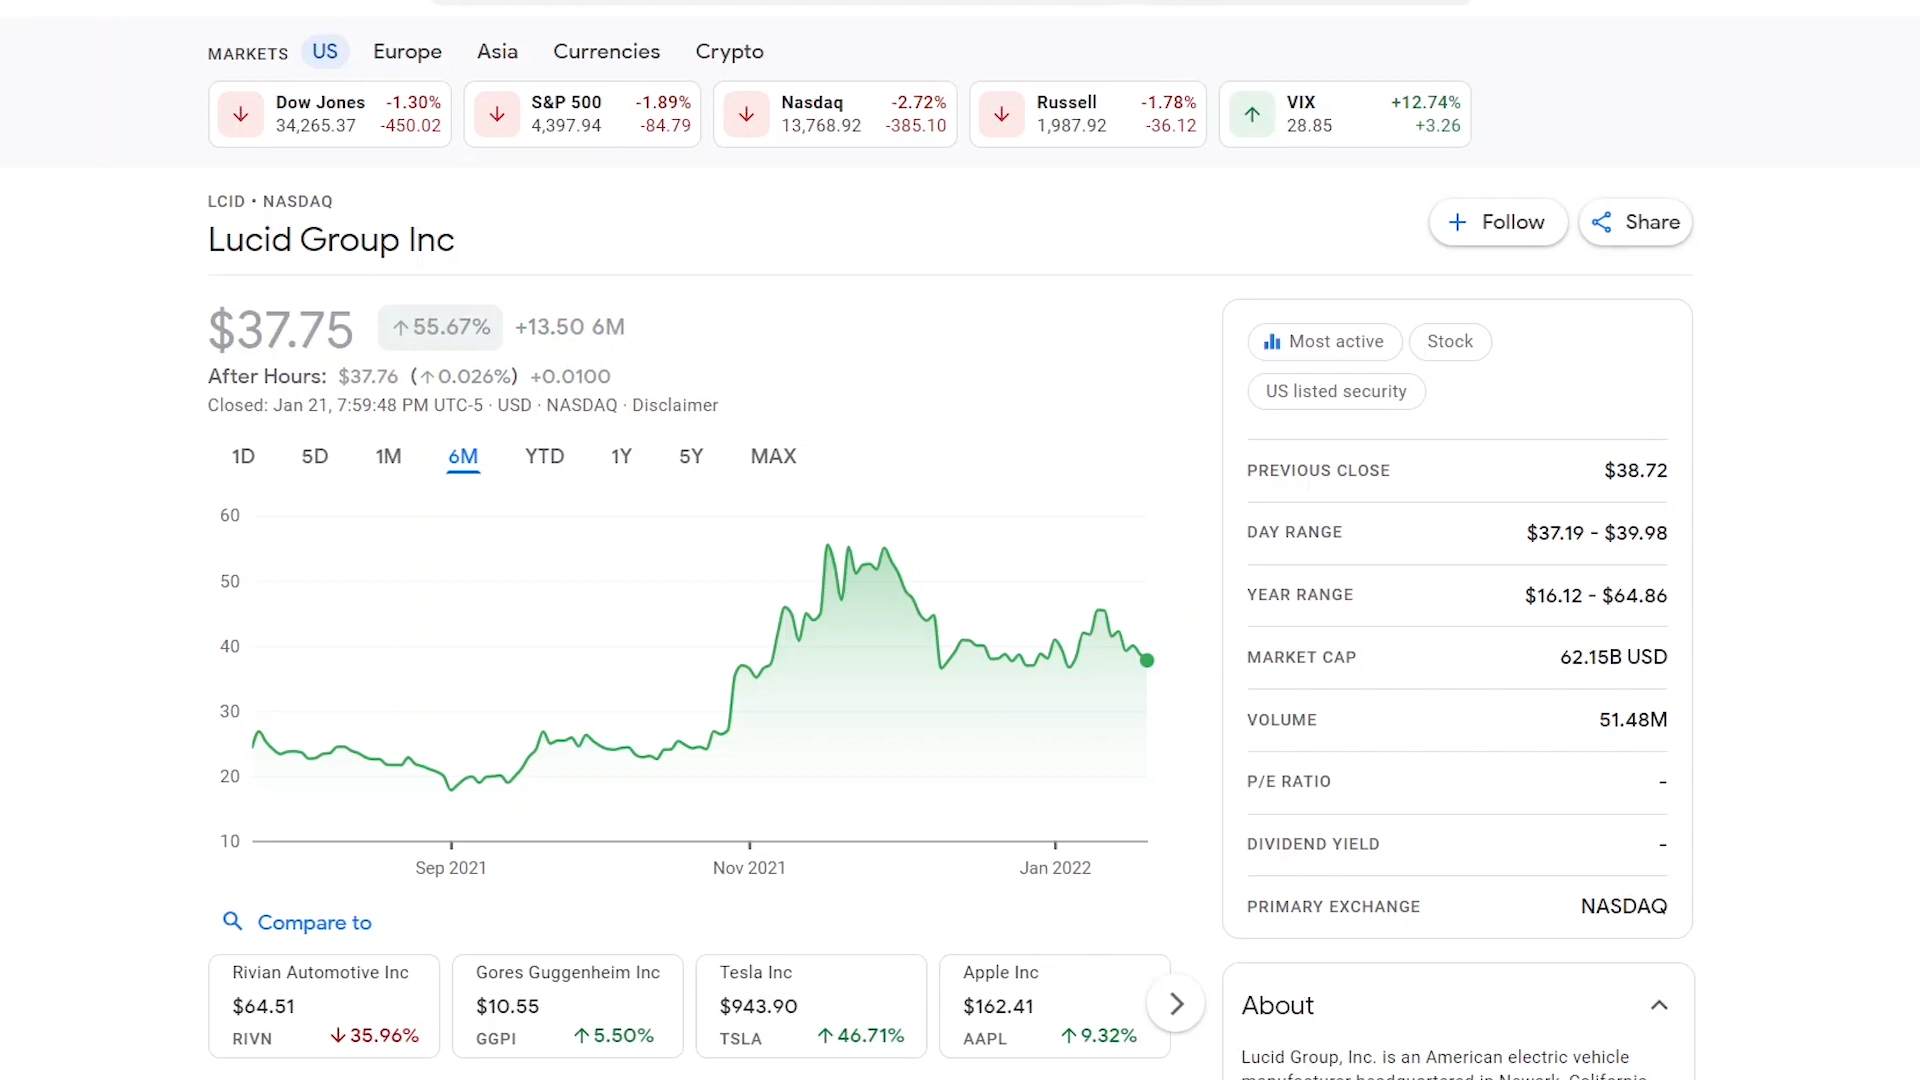 MARKETS US Europe Asia Currencies Crypto
Dow Jones -1.30% S&P 500 -1.89% Nasdaq -2.72% Russell -1.78% VIX +12.74%
34,265.37 -450.02 4,397.94 -84.79 13,768.92 -385.10 1,987.92 -36.12 28.85 +3.26
LCID • NASDAQ
Lucid Group Inc
Follow Share
$37.75 ↑55.67% +13.50 6M
After Hours: $37.76 (↑0.026%) +0.0100
Closed: Jan 21, 7:59:48 PM UTC-5 · USD · NASDAQ · Disclaimer
1D 5D 1M 6M YTD 1Y 5Y MAX
60
50
40
30
20
10
Sep 2021 Nov 2021 Jan 2022
Compare to
Rivian Automotive Inc
$64.51
RIVN ↓35.96%
Gores Guggenheim Inc
$10.55
GGPI ↑5.50%
Tesla Inc
$943.90
TSLA ↑46.71%
Apple Inc
$162.41
AAPL ↑9.32%
Most active Stock
US listed security
PREVIOUS CLOSE $38.72
DAY RANGE $37.19 - $39.98
YEAR RANGE $16.12 - $64.86
MARKET CAP 62.15B USD
VOLUME 51.48M
P/E RATIO -
DIVIDEND YIELD -
PRIMARY EXCHANGE NASDAQ
About
Lucid Group, Inc. is an American electric vehicle
manufacturer headquartered in Newark, California